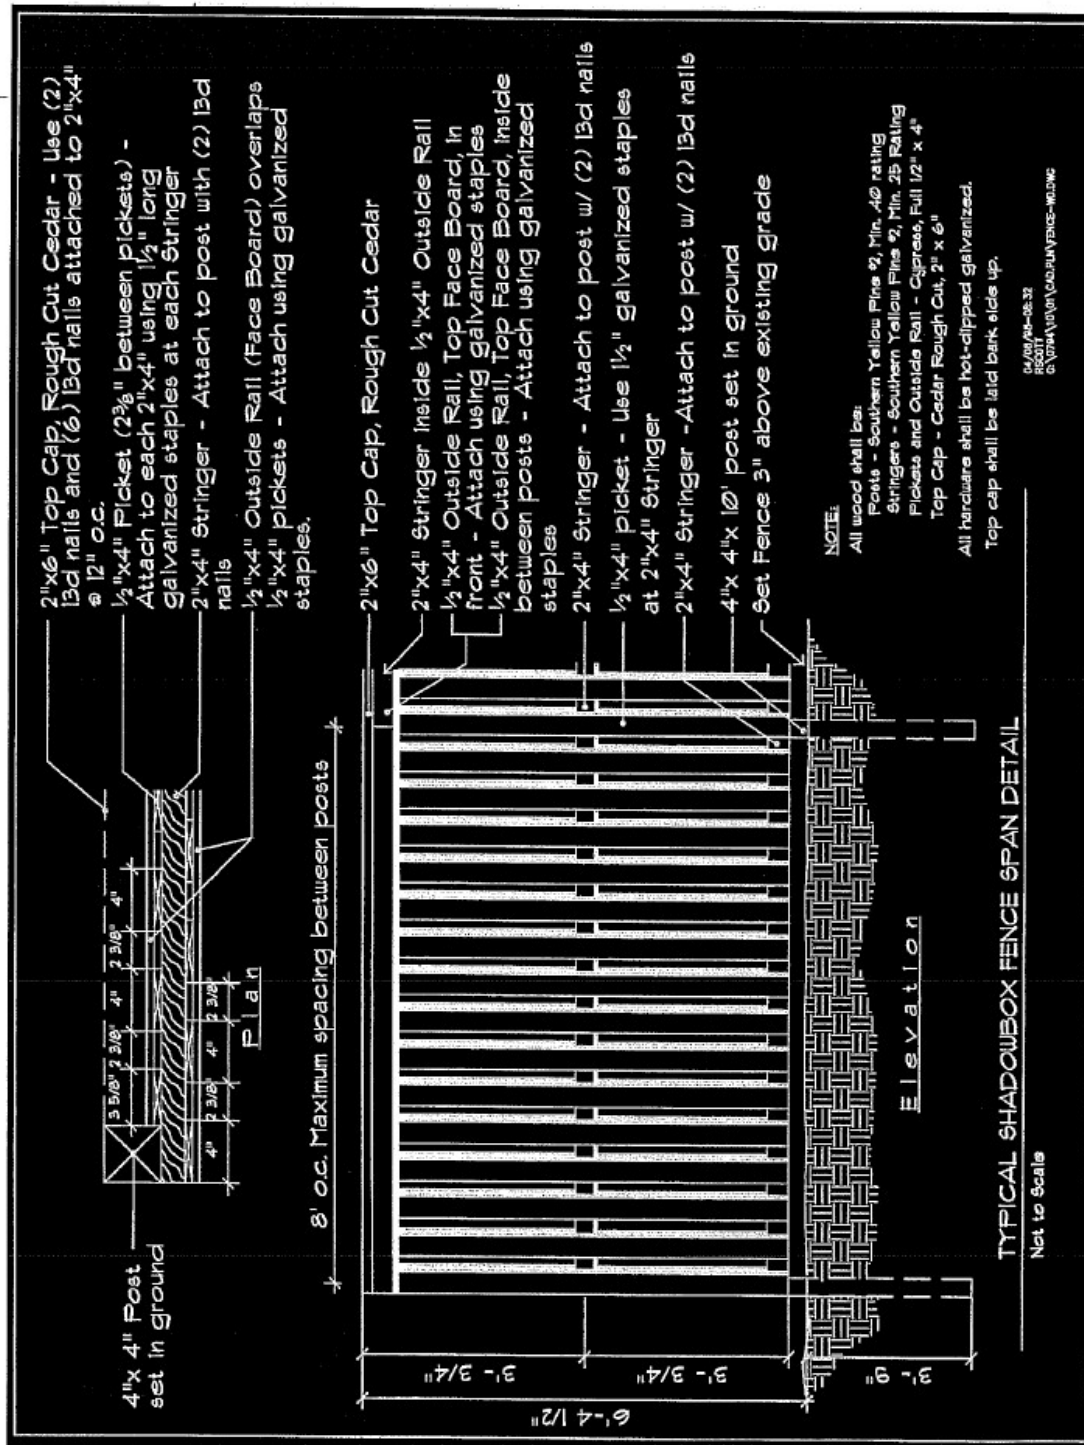 2"x6" Top Cap, Rough Cut Cedar - Use (2)
13d nails and (6) 13d nails attached to 2"x4"
@ 12" o.c.
1/2"x4" Picket (2 3/8" between pickets) -
Attach to each 2"x4" using 1 1/2" long
galvanized staples at each Stringer
2"x4" Stringer - Attach to post with (2) 13d
nails
1/2"x4" Outside Rail (Face Board) overlaps
1/2"x4" pickets - Attach using galvanized
staples.
4"x 4" Post
set in ground
3 5/8" 2 3/8" 4" 2 3/8" 4"
4" 2 3/8" 4" 2 3/8"
Plan
8' o.c. Maximum spacing between posts
2"x6" Top Cap, Rough Cut Cedar
2"x4" Stringer Inside 1/2"x4" Outside Rail
1/2"x4" Outside Rail, Top Face Board, in
front - Attach using galvanized staples
1/2"x4" Outside Rail, Top Face Board, Inside
between posts - Attach using galvanized
staples
2"x4" Stringer - Attach to post w/ (2) 13d nails
1/2"x4" picket - Use 1 1/2" galvanized staples
at 2"x4" Stringer
2"x4" Stringer -Attach to post w/ (2) 13d nails
4"x 4"x 10' post set in ground
Set Fence 3" above existing grade
3'- 3/4"
3'- 3/4"
6'-4 1/2"
3'- 9"
Elevation
NOTE:
All wood shall be:
Posts - Southern Yellow Pine #2, Min. .40 rating
Stringers - Southern Yellow Pine #2, Min. .25 Rating
Pickets and Outside Rail - Cypress, Full 1/2" x 4"
Top Cap - Cedar Rough Cut, 2" x 6"
All hardware shall be hot-dipped galvanized.
Top cap shall be laid bark side up.
TYPICAL SHADOWBOX FENCE SPAN DETAIL
Not to Scale
04/08/98-08:32
RSCOTT